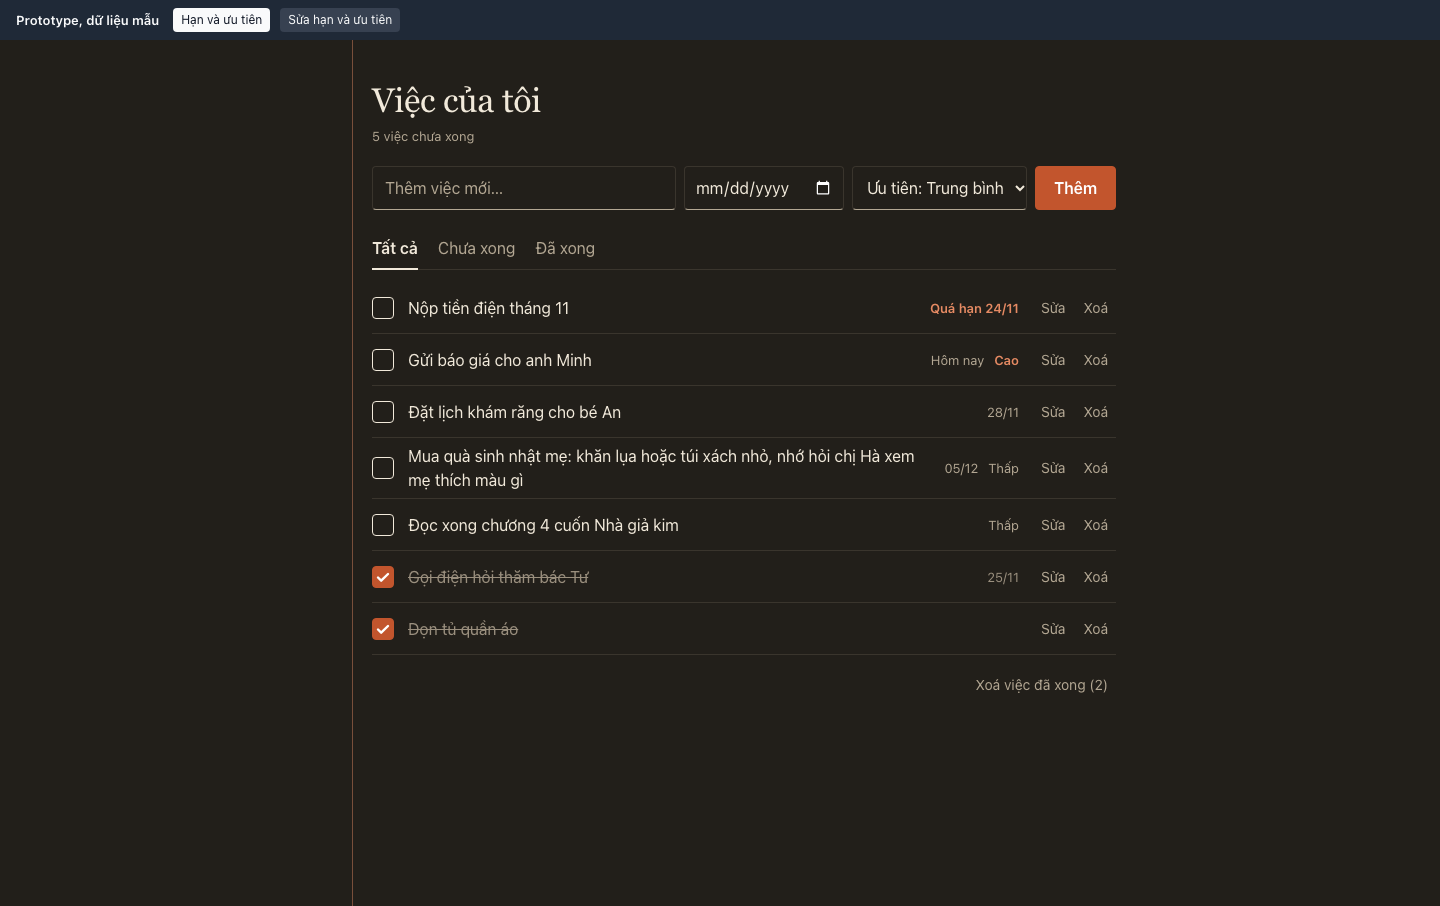 Prototype, dữ liệu mẫu Hạn và ưu tiên Sửa hạn và ưu tiên
Việc của tôi
5 việc chưa xong
Thêm việc mới... mm/dd/yyyy Ưu tiên: Trung bình Thêm
Tất cả Chưa xong Đã xong
Nộp tiền điện tháng 11 Quá hạn 24/11 Sửa Xoá
Gửi báo giá cho anh Minh Hôm nay Cao Sửa Xoá
Đặt lịch khám răng cho bé An 28/11 Sửa Xoá
Mua quà sinh nhật mẹ: khăn lụa hoặc túi xách nhỏ, nhớ hỏi chị Hà xem
mẹ thích màu gì 05/12 Thấp Sửa Xoá
Đọc xong chương 4 cuốn Nhà giả kim Thấp Sửa Xoá
Gọi điện hỏi thăm bác Tư 25/11 Sửa Xoá
Dọn tủ quần áo Sửa Xoá
Xoá việc đã xong (2)